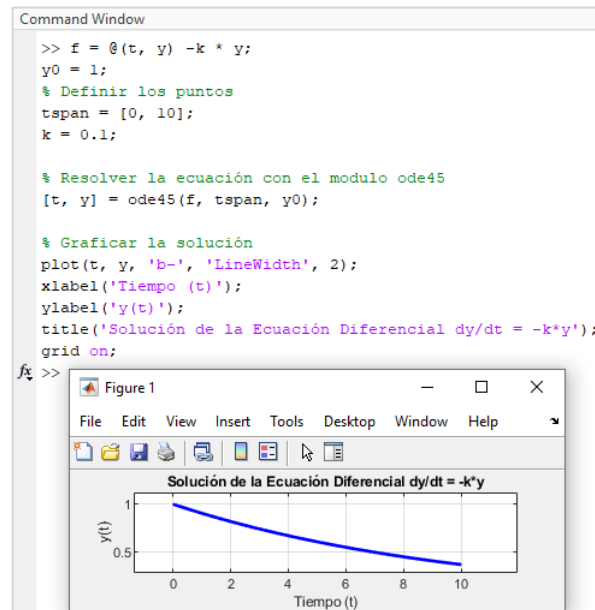 Command Window
>> f = @(t, y) -k * y;
y0 = 1;
% Definir los puntos
tspan = [0, 10];
k = 0.1;
% Resolver la ecuación con el modulo ode45
[t, y] = ode45(f, tspan, y0);
% Graficar la solución
plot(t, y, 'b-', 'LineWidth', 2);
xlabel('Tiempo (t)');
ylabel('y(t)');
title('Solución de la Ecuación Diferencial dy/dt = -k*y');
grid on;
fx >>
Figure 1
File Edit View Insert Tools Desktop Window Help
Solución de la Ecuación Diferencial dy/dt = -k*y
1
0.5
y(t)
0 2 4 6 8 10
Tiempo (t)